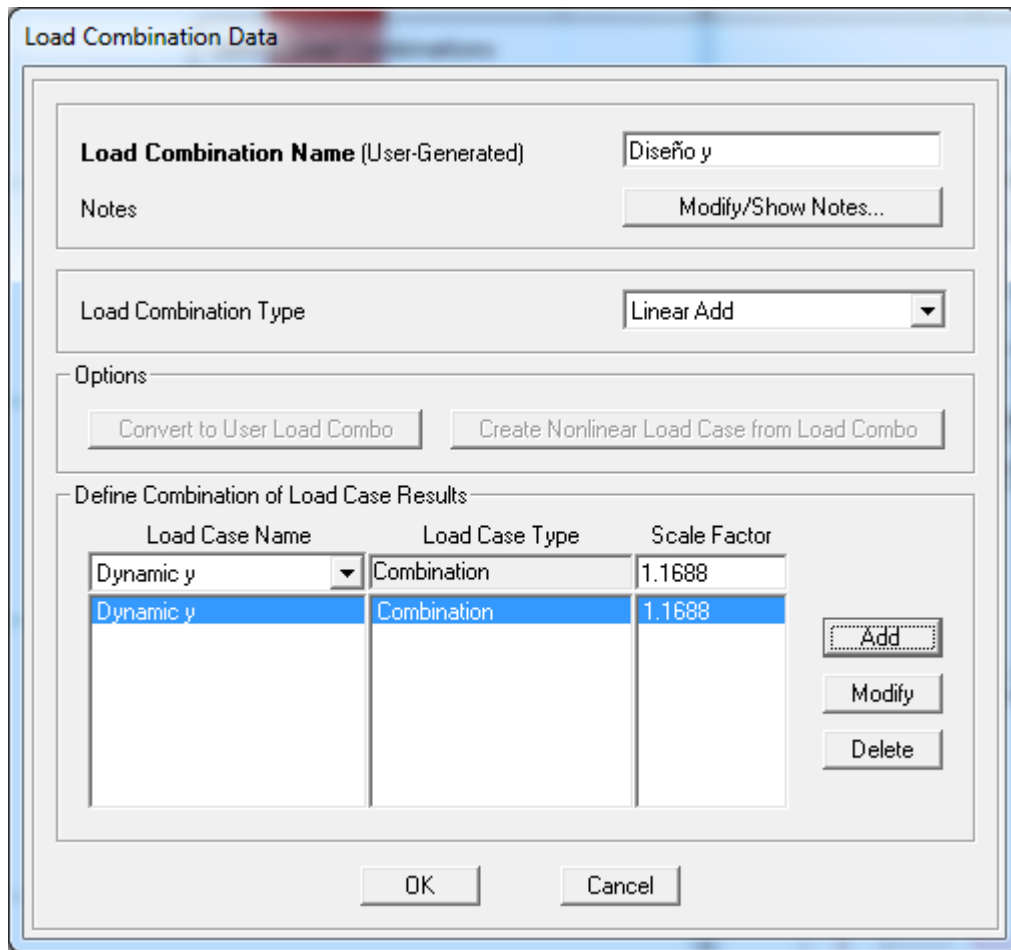 Load Combination Data
Load Combination Name (User-Generated)
Diseño y
Notes
Modify/Show Notes...
Load Combination Type
Linear Add
Options
Convert to User Load Combo
Create Nonlinear Load Case from Load Combo
Define Combination of Load Case Results
Load Case Name Load Case Type Scale Factor
Dynamic y Combination 1.1688
Dynamic y Combination 1.1688
Add
Modify
Delete
OK Cancel